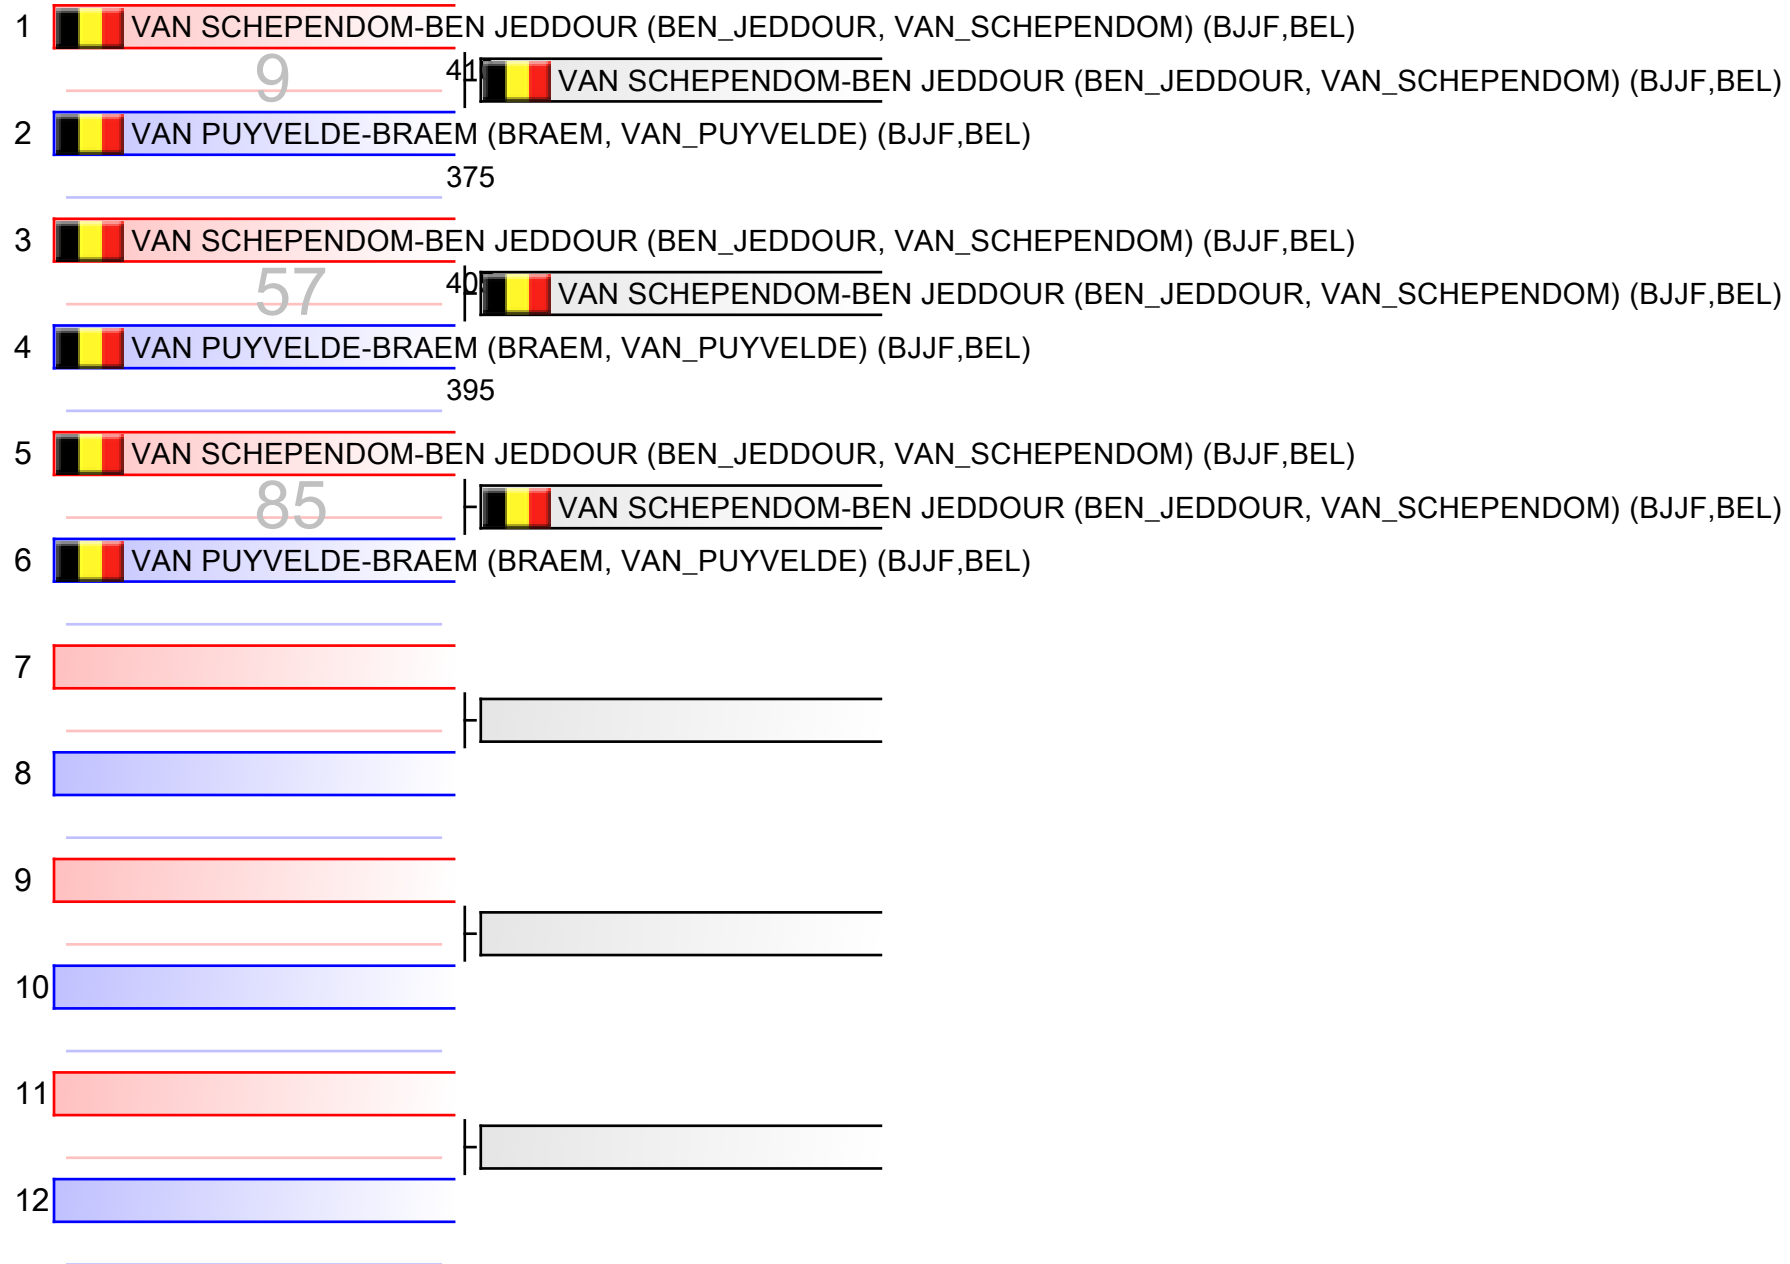 1 VAN SCHEPENDOM-BEN JEDDOUR (BEN_JEDDOUR, VAN_SCHEPENDOM) (BJJF,BEL)
9 VAN SCHEPENDOM-BEN JEDDOUR (BEN_JEDDOUR, VAN_SCHEPENDOM) (BJJF,BEL)
2 VAN PUYVELDE-BRAEM (BRAEM, VAN_PUYVELDE) (BJJF,BEL)
375
3 VAN SCHEPENDOM-BEN JEDDOUR (BEN_JEDDOUR, VAN_SCHEPENDOM) (BJJF,BEL)
57 VAN SCHEPENDOM-BEN JEDDOUR (BEN_JEDDOUR, VAN_SCHEPENDOM) (BJJF,BEL)
4 VAN PUYVELDE-BRAEM (BRAEM, VAN_PUYVELDE) (BJJF,BEL)
395
5 VAN SCHEPENDOM-BEN JEDDOUR (BEN_JEDDOUR, VAN_SCHEPENDOM) (BJJF,BEL)
85 VAN SCHEPENDOM-BEN JEDDOUR (BEN_JEDDOUR, VAN_SCHEPENDOM) (BJJF,BEL)
6 VAN PUYVELDE-BRAEM (BRAEM, VAN_PUYVELDE) (BJJF,BEL)
7
8
9
10
11
12